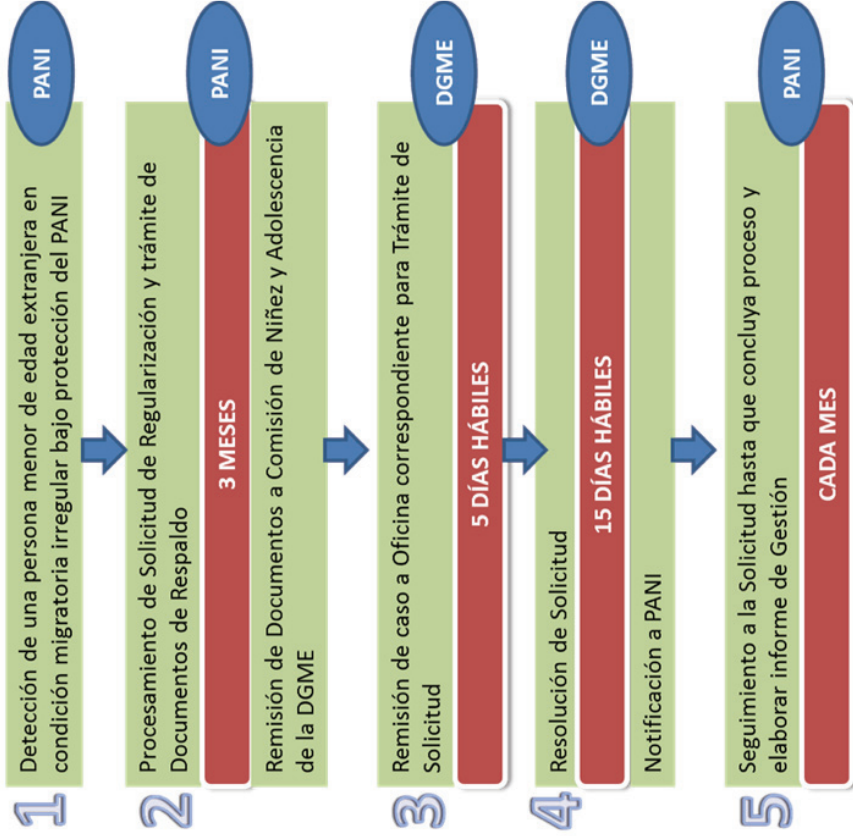 1
Detección de una persona menor de edad extranjera en
condición migratoria irregular bajo protección del PANI
PANI
2
Procesamiento de Solicitud de Regularización y trámite de
Documentos de Respaldo
PANI
3 MESES
Remisión de Documentos a Comisión de Niñez y Adolescencia
de la DGME
3
Remisión de caso a Oficina correspondiente para Trámite de
Solicitud
DGME
5 DÍAS HÁBILES
4
Resolución de Solicitud
DGME
15 DÍAS HÁBILES
Notificación a PANI
5
Seguimiento a la Solicitud hasta que concluya proceso y
elaborar informe de Gestión
PANI
CADA MES